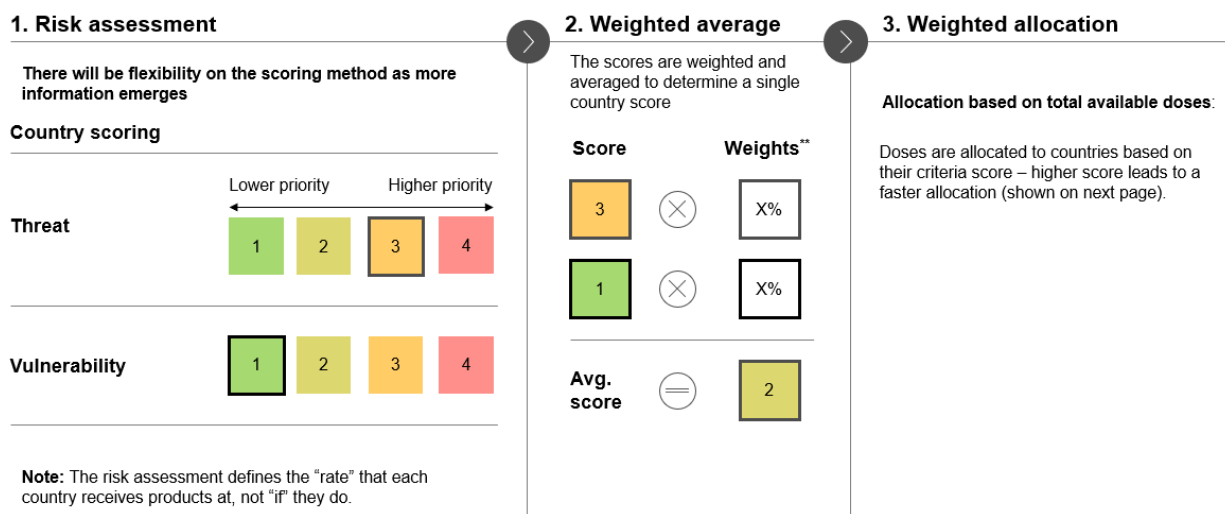 1. Risk assessment
There will be flexibility on the scoring method as more
information emerges
Country scoring
Lower priority Higher priority
Threat
1 2 3 4
Vulnerability
1 2 3 4
Note: The risk assessment defines the “rate” that each
country receives products at, not “if” they do.
2. Weighted average
The scores are weighted and
averaged to determine a single
country score
Score Weights**
3 X%
1 X%
Avg.
score
2
3. Weighted allocation
Allocation based on total available doses:
Doses are allocated to countries based on
their criteria score – higher score leads to a
faster allocation (shown on next page).